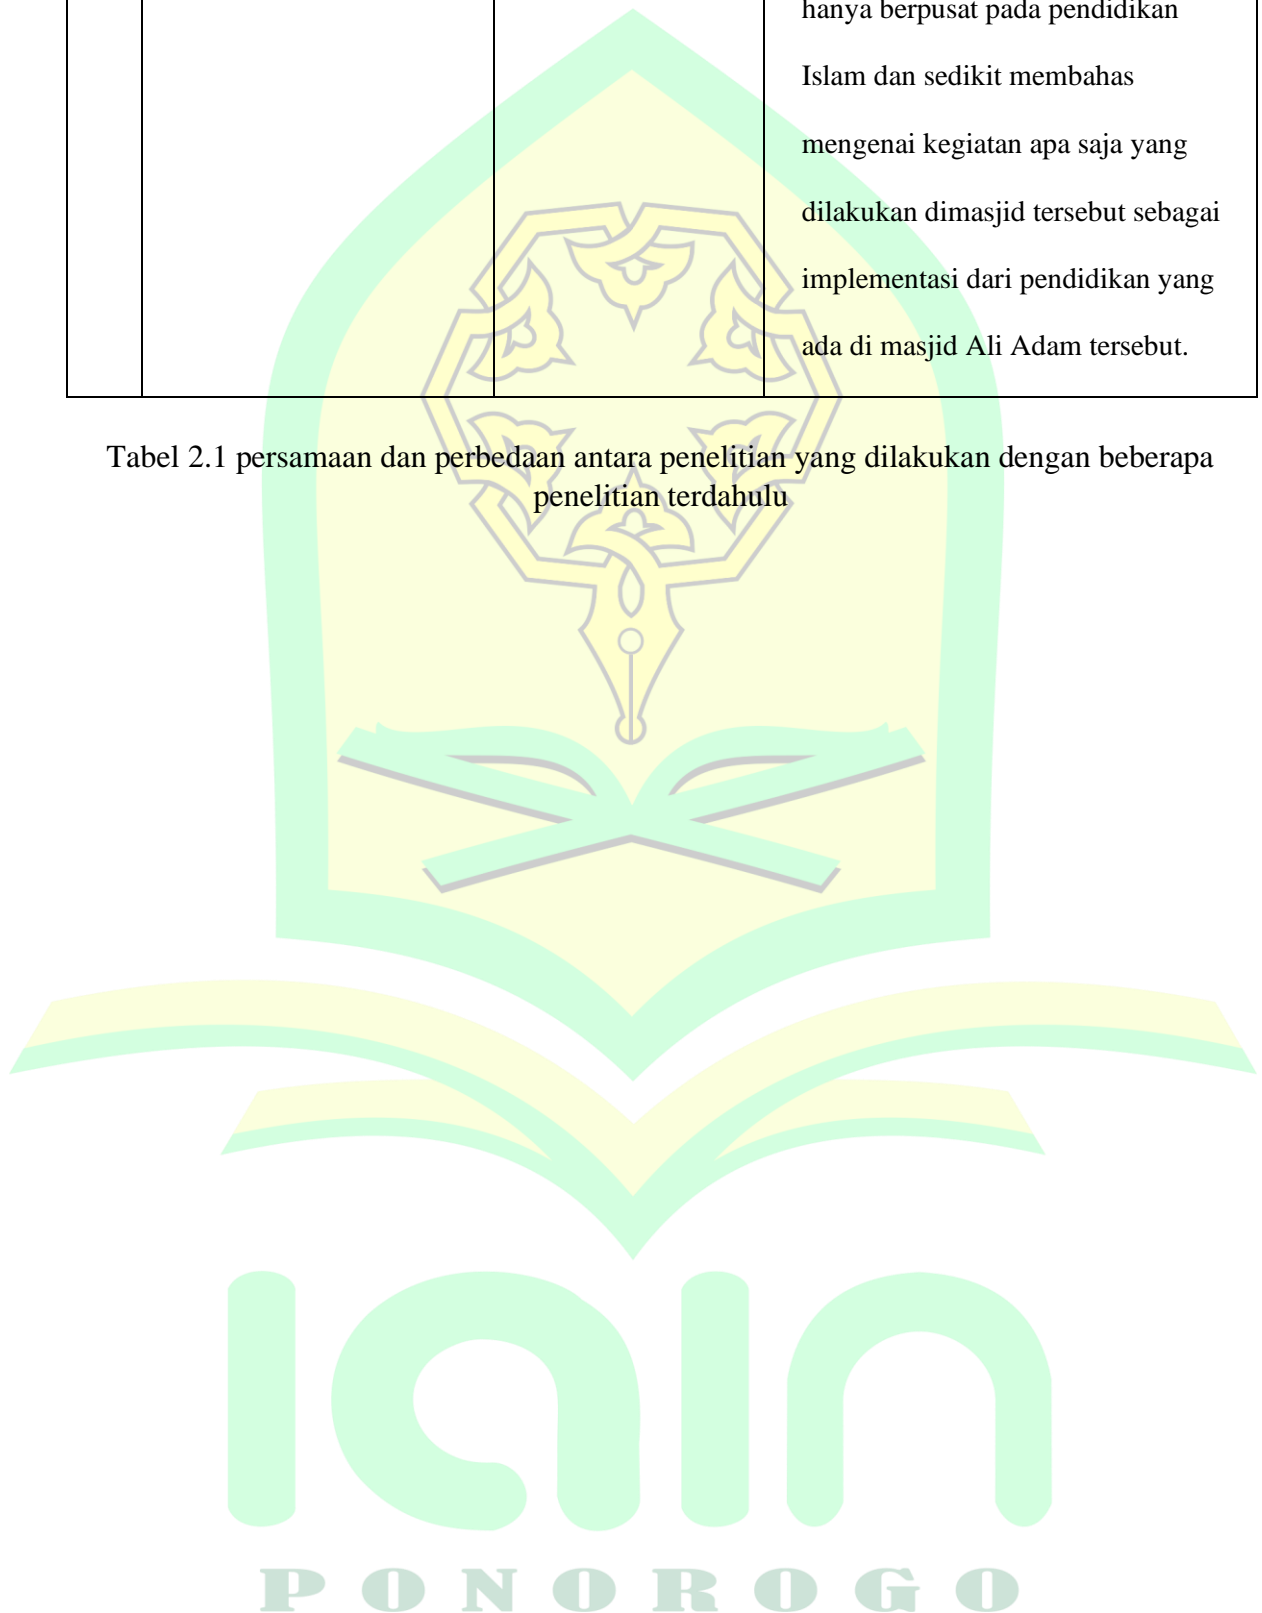 hanya berpusat pada pendidikan
Islam dan sedikit membahas
mengenai kegiatan apa saja yang
dilakukan dimasjid tersebut sebagai
implementasi dari pendidikan yang
ada di masjid Ali Adam tersebut.
Tabel 2.1 persamaan dan perbedaan antara penelitian yang dilakukan dengan beberapa
penelitian terdahulu
iain
PONOROGO